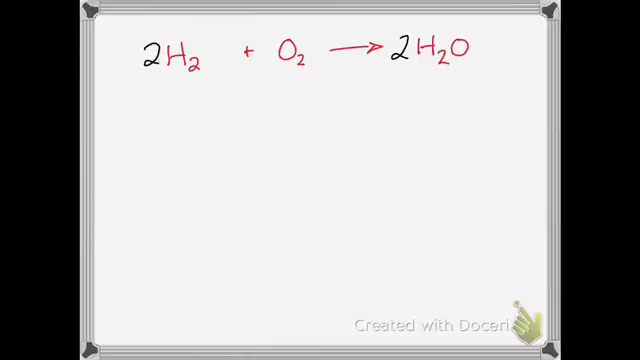 2H₂ + O₂ → 2H₂O
Created with Doceri